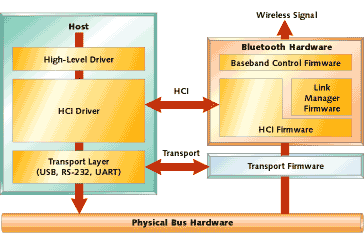 Host
High-Level Driver
HCI Driver
Transport Layer
(USB, RS-232, UART)
HCI
Transport
Wireless Signal
Bluetooth Hardware
Baseband Control Firmware
Link
Manager
Firmware
HCI Firmware
Transport Firmware
Physical Bus Hardware